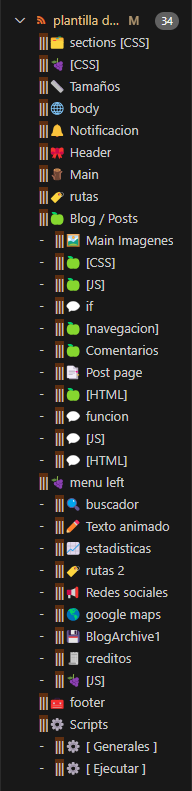 plantilla d... M 34
sections [CSS]
[CSS]
Tamaños
body
Notificacion
Header
Main
rutas
Blog / Posts
- Main Imagenes
- [CSS]
- [JS]
- if
- [navegacion]
- Comentarios
- Post page
- [HTML]
- funcion
- [JS]
- [HTML]
menu left
- buscador
- Texto animado
- estadisticas
- rutas 2
- Redes sociales
- google maps
- BlogArchive1
- creditos
- [JS]
footer
Scripts
- [ Generales ]
- [ Ejecutar ]